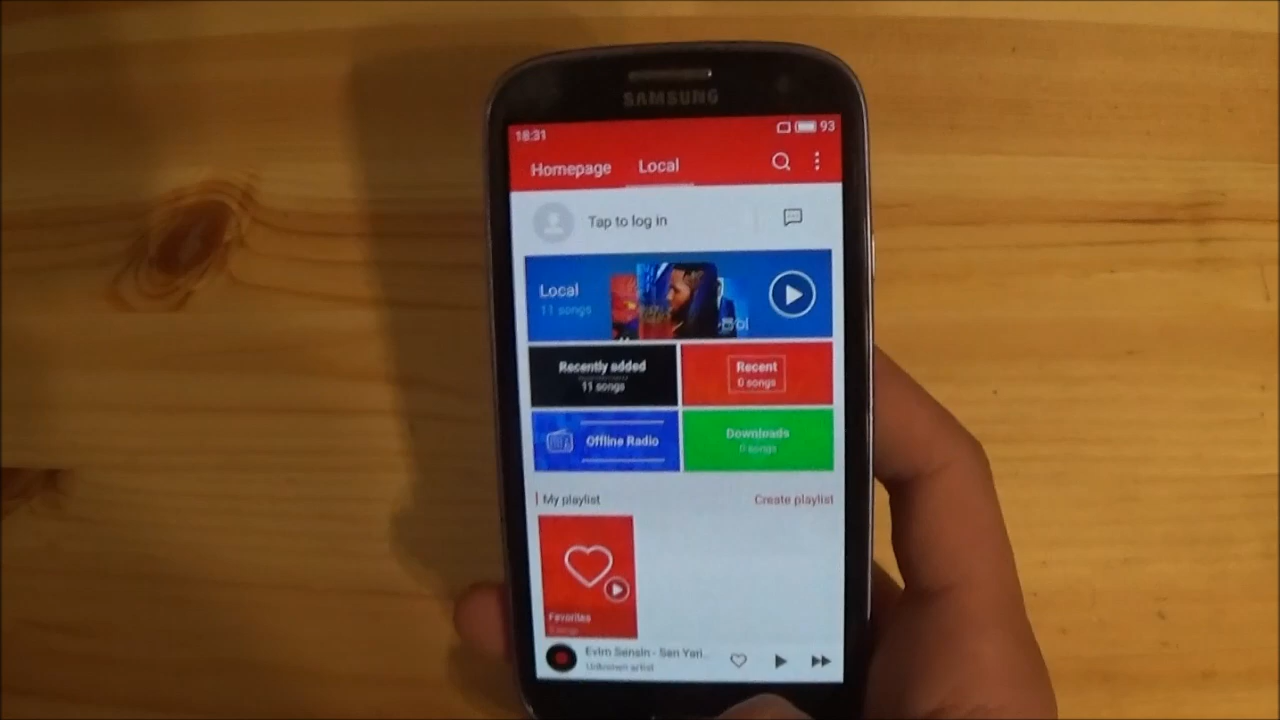 SAMSUNG
18:31
93
Homepage
Local
Tap to log in
Local
11 songs
Recently added
11 songs
Recent
0 songs
Offline Radio
Downloads
0 songs
My playlist
Create playlist
Favorites
Evim Sensin - Sen Yari..
Unknown artist